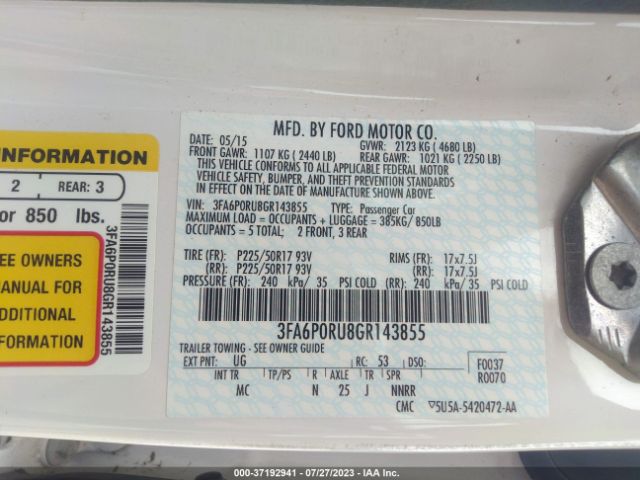 INFORMATION
2 REAR: 3
or 850 lbs.
EE OWNERS
ANUAL FOR
DDITIONAL
NFORMATION
3FA6P0RU8GR143855
MFD. BY FORD MOTOR CO.
DATE: 05/15 GVWR: 2123 KG ( 4680 LB)
FRONT GAWR: 1107 KG ( 2440 LB) REAR GAWR: 1021 KG ( 2250 LB)
THIS VEHICLE CONFORMS TO ALL APPLICABLE FEDERAL MOTOR
VEHICLE SAFETY, BUMPER, AND THEFT PREVENTION STANDARDS
IN EFFECT ON THE DATE OF MANUFACTURE SHOWN ABOVE.
VIN: 3FA6P0RU8GR143855 TYPE: Passenger Car
MAXIMUM LOAD = OCCUPANTS + LUGGAGE = 385KG/ 850LB
OCCUPANTS = 5 TOTAL; 2 FRONT, 3 REAR
TIRE (FR): P225/50R17 93V RIMS (FR): 17x7.5J
(RR): P225/50R17 93V (RR): 17x7.5J
PRESSURE (FR): 240 kPa/ 35 PSI COLD (RR): 240 kPa/ 35 PSI COLD
3FA6P0RU8GR143855
TRAILER TOWING - SEE OWNER GUIDE
EXT PNT: UG RC: 53 DSO: F0037
INT TR TP/PS R AXLE TR SPR R0070
MC N 25 J NNRR
CMC 5U5A-5420472-AA
000-37192941 | 07/27/2023 | IAA Inc.